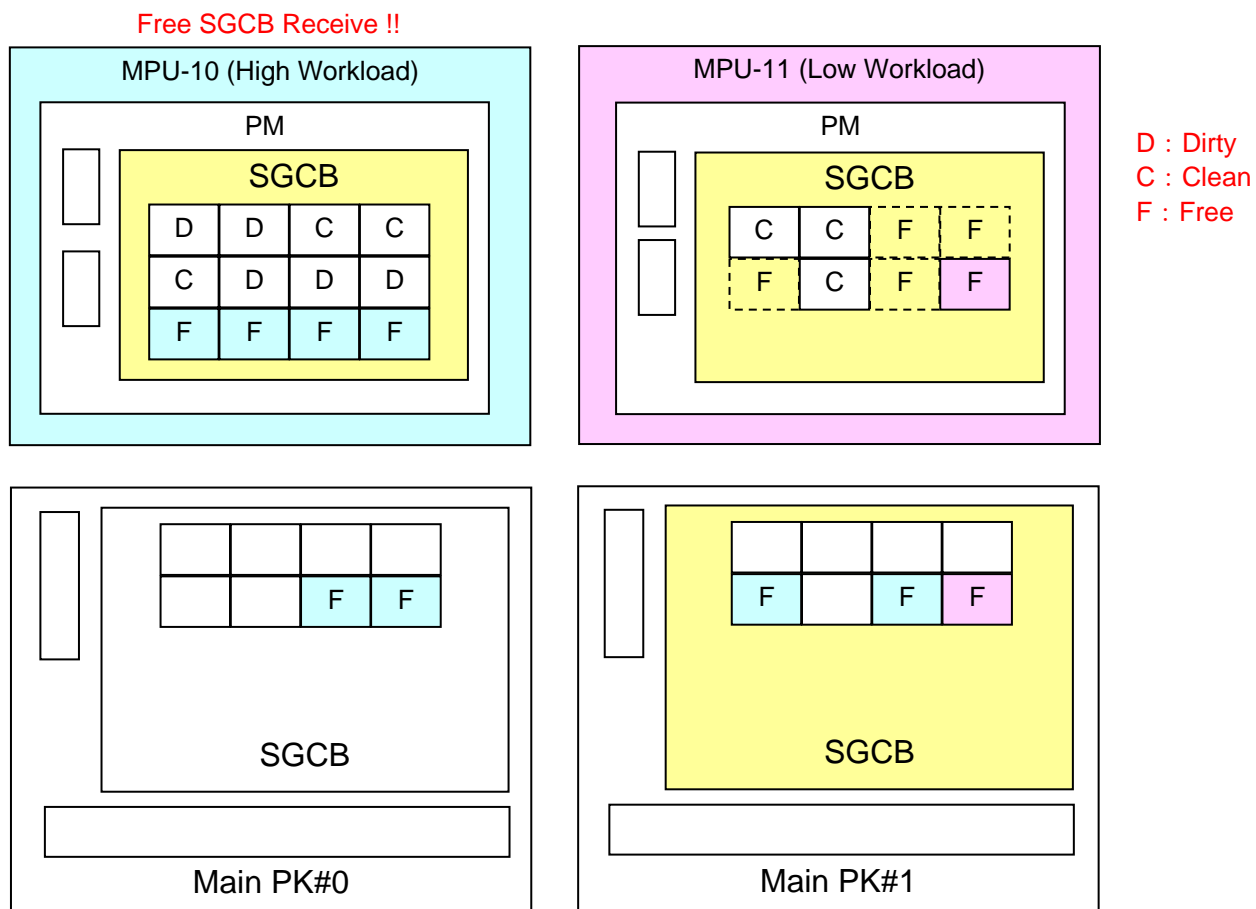 Free SGCB Receive !!
MPU-10 (High Workload)
PM
SGCB
D D C C
C D D D
F F F F
MPU-11 (Low Workload)
PM
SGCB
C C F F
F C F F
D : Dirty
C : Clean
F : Free
F F
SGCB
Main PK#0
F F F
SGCB
Main PK#1